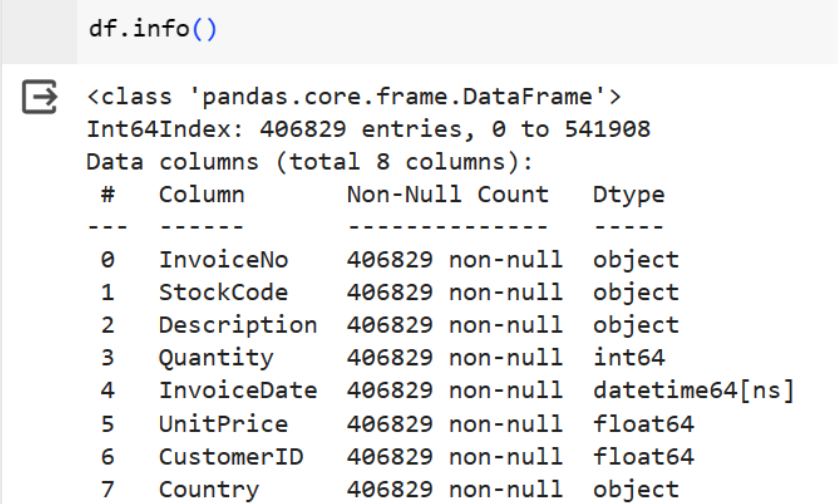 df.info()
<class 'pandas.core.frame.DataFrame'>
Int64Index: 406829 entries, 0 to 541908
Data columns (total 8 columns):
 #   Column       Non-Null Count   Dtype
---  ------       --------------   -----
 0   InvoiceNo    406829 non-null  object
 1   StockCode    406829 non-null  object
 2   Description  406829 non-null  object
 3   Quantity     406829 non-null  int64
 4   InvoiceDate  406829 non-null  datetime64[ns]
 5   UnitPrice    406829 non-null  float64
 6   CustomerID   406829 non-null  float64
 7   Country      406829 non-null  object